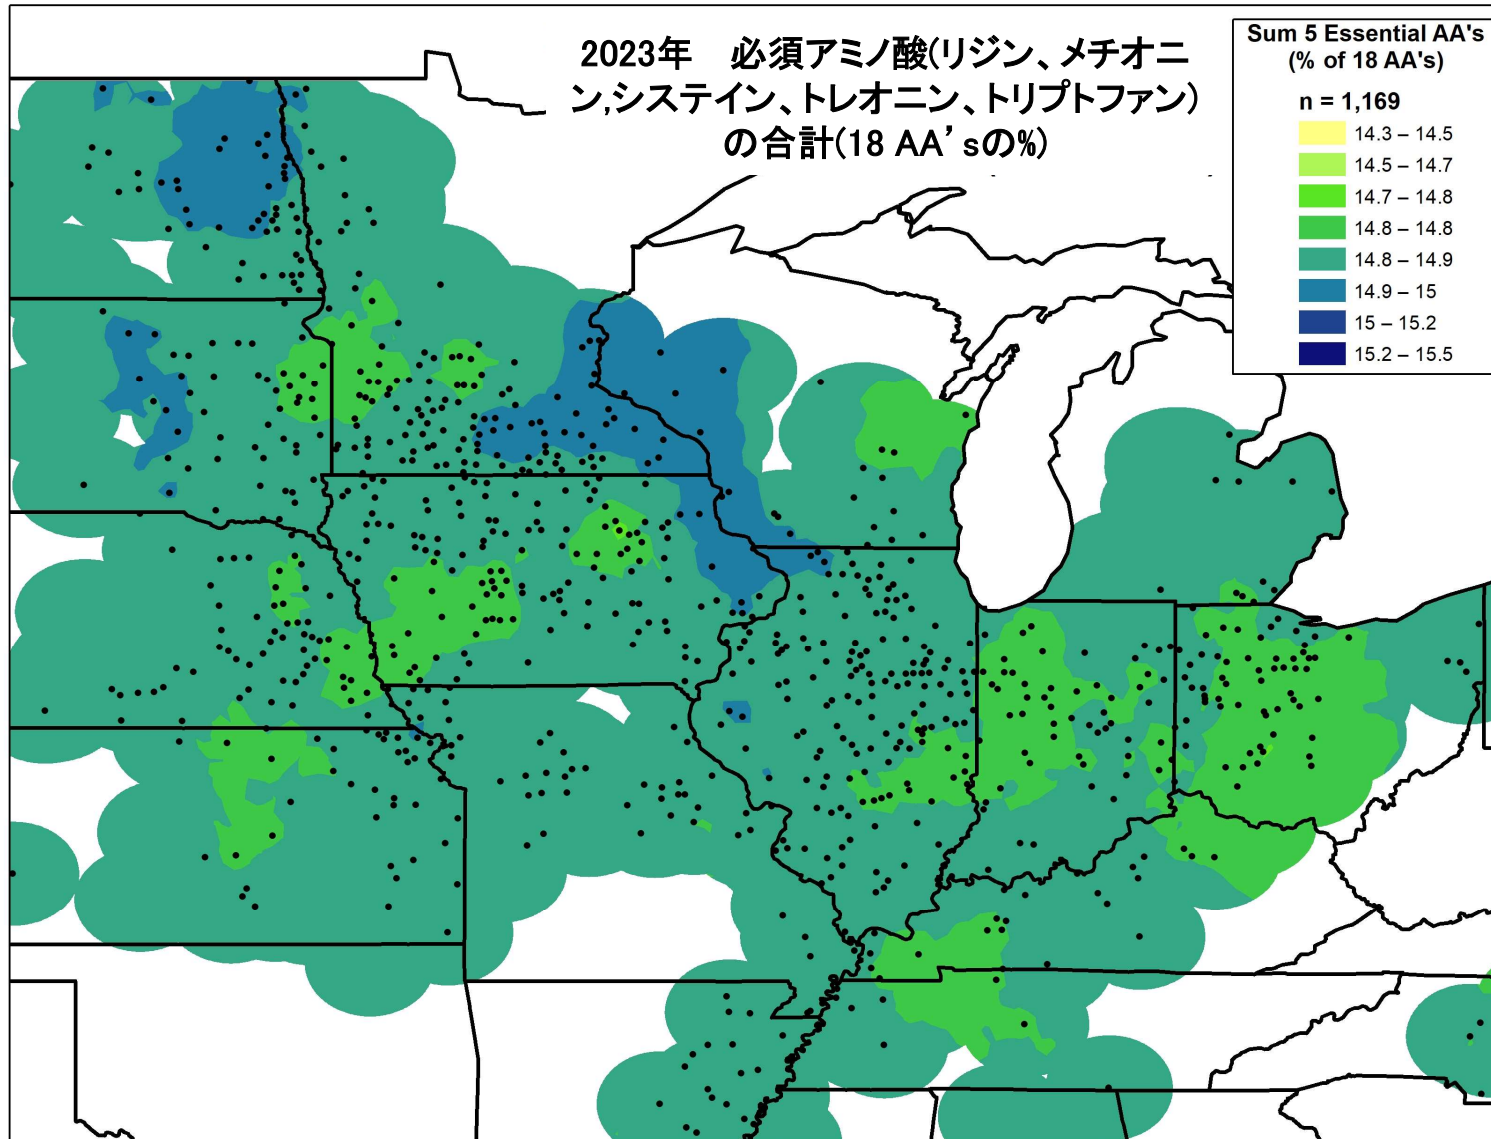 2023年　必須アミノ酸(リジン、メチオニ
ン,システイン、トレオニン、トリプトファン)
の合計(18 AA’sの%)
Sum 5 Essential AA's
(% of 18 AA's)
n = 1,169
14.3 – 14.5
14.5 – 14.7
14.7 – 14.8
14.8 – 14.8
14.8 – 14.9
14.9 – 15
15 – 15.2
15.2 – 15.5